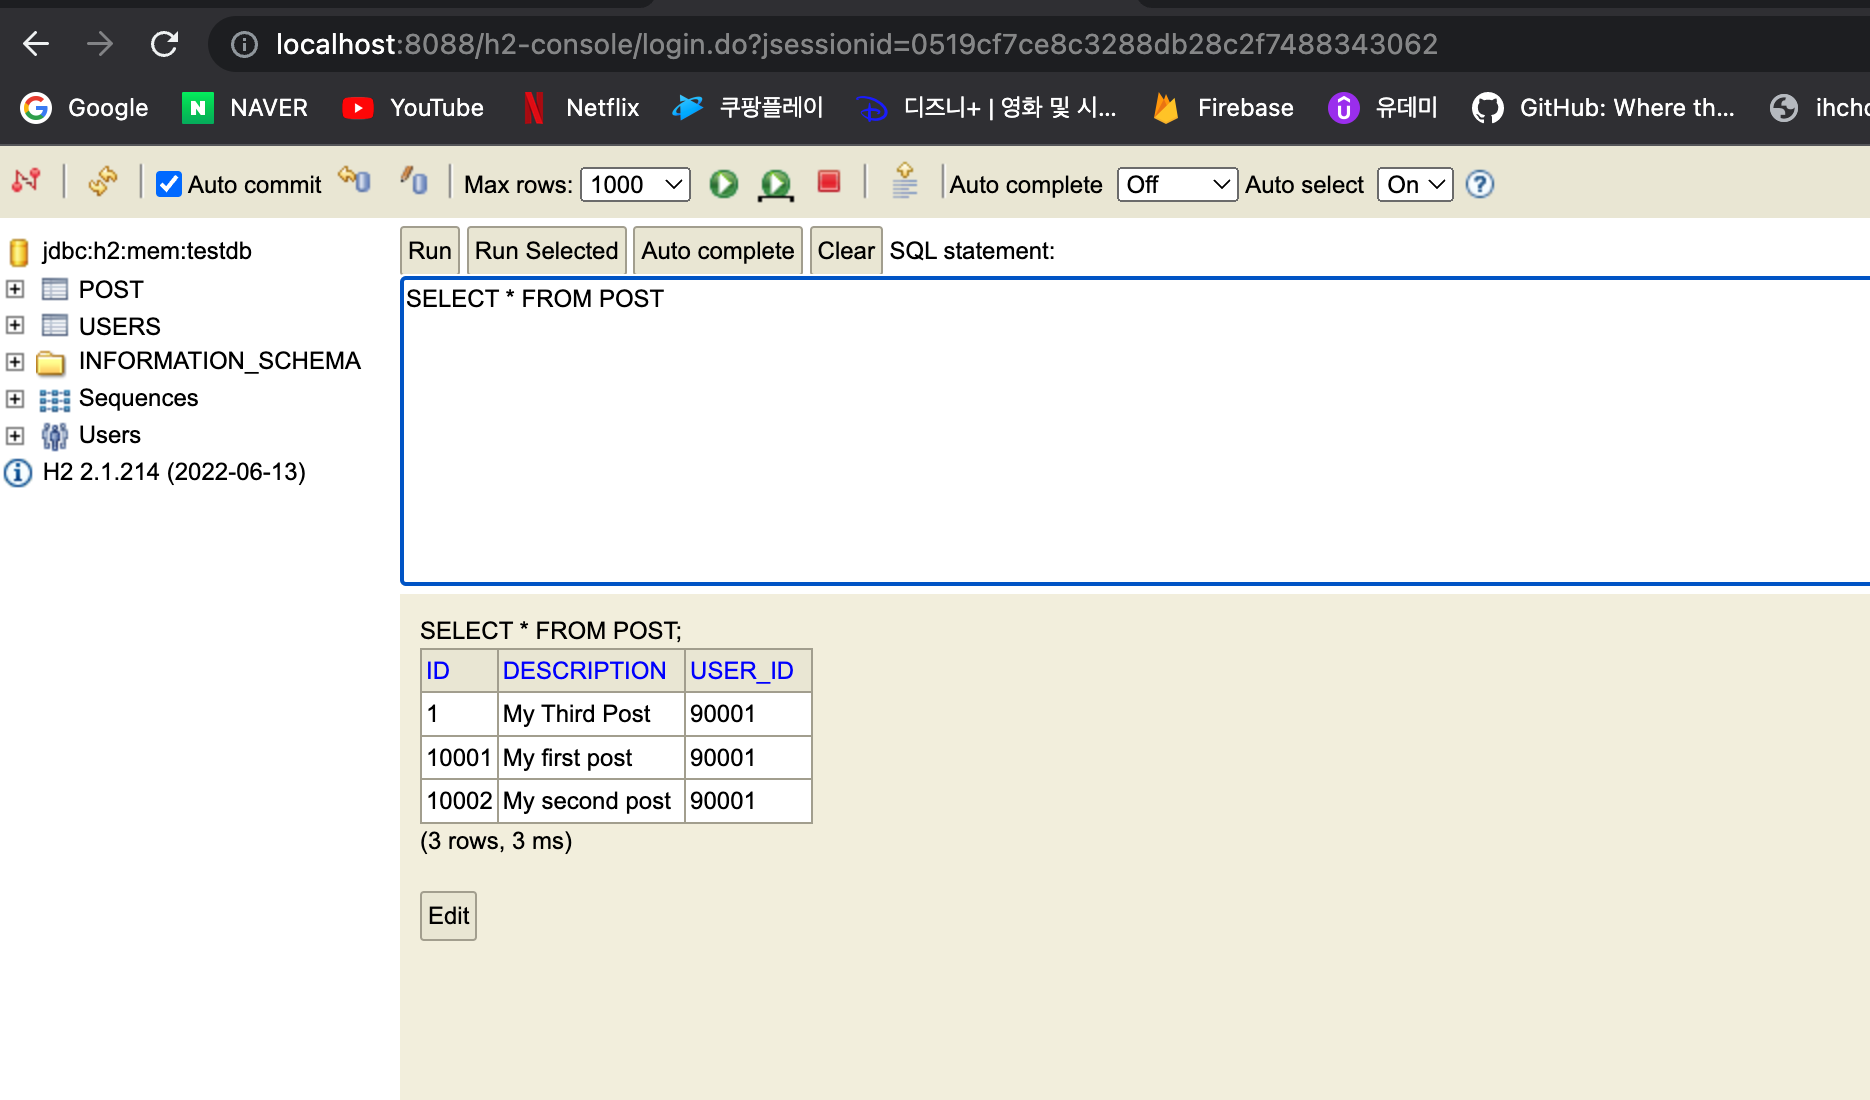 localhost:8088/h2-console/login.do?jsessionid=0519cf7ce8c3288db28c2f7488343062
Google NAVER YouTube Netflix 쿠팡플레이 디즈니+ | 영화 및 시... Firebase 유데미 GitHub: Where th...
Auto commit Max rows: 1000 Auto complete Off Auto select On
jdbc:h2:mem:testdb
POST
USERS
INFORMATION_SCHEMA
Sequences
Users
H2 2.1.214 (2022-06-13)
Run Run Selected Auto complete Clear SQL statement:
SELECT * FROM POST
SELECT * FROM POST;
ID DESCRIPTION USER_ID
1 My Third Post 90001
10001 My first post 90001
10002 My second post 90001
(3 rows, 3 ms)
Edit